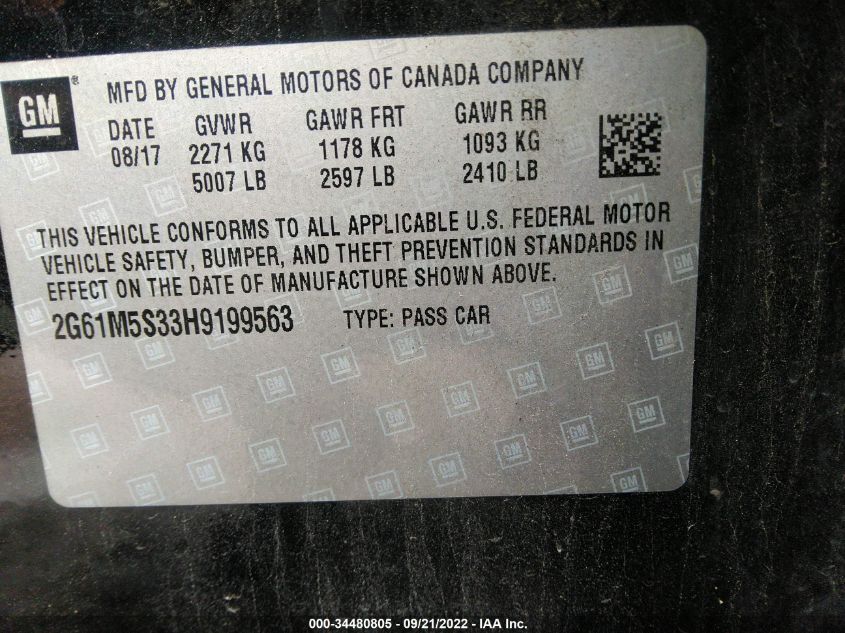 GM
MFD BY GENERAL MOTORS OF CANADA COMPANY
DATE GVWR GAWR FRT GAWR RR
08/17 2271 KG 1178 KG 1093 KG
5007 LB 2597 LB 2410 LB
THIS VEHICLE CONFORMS TO ALL APPLICABLE U.S. FEDERAL MOTOR
VEHICLE SAFETY, BUMPER, AND THEFT PREVENTION STANDARDS IN
EFFECT ON THE DATE OF MANUFACTURE SHOWN ABOVE.
2G61M5S33H9199563 TYPE: PASS CAR
000-34480805 - 09/21/2022 - IAA Inc.